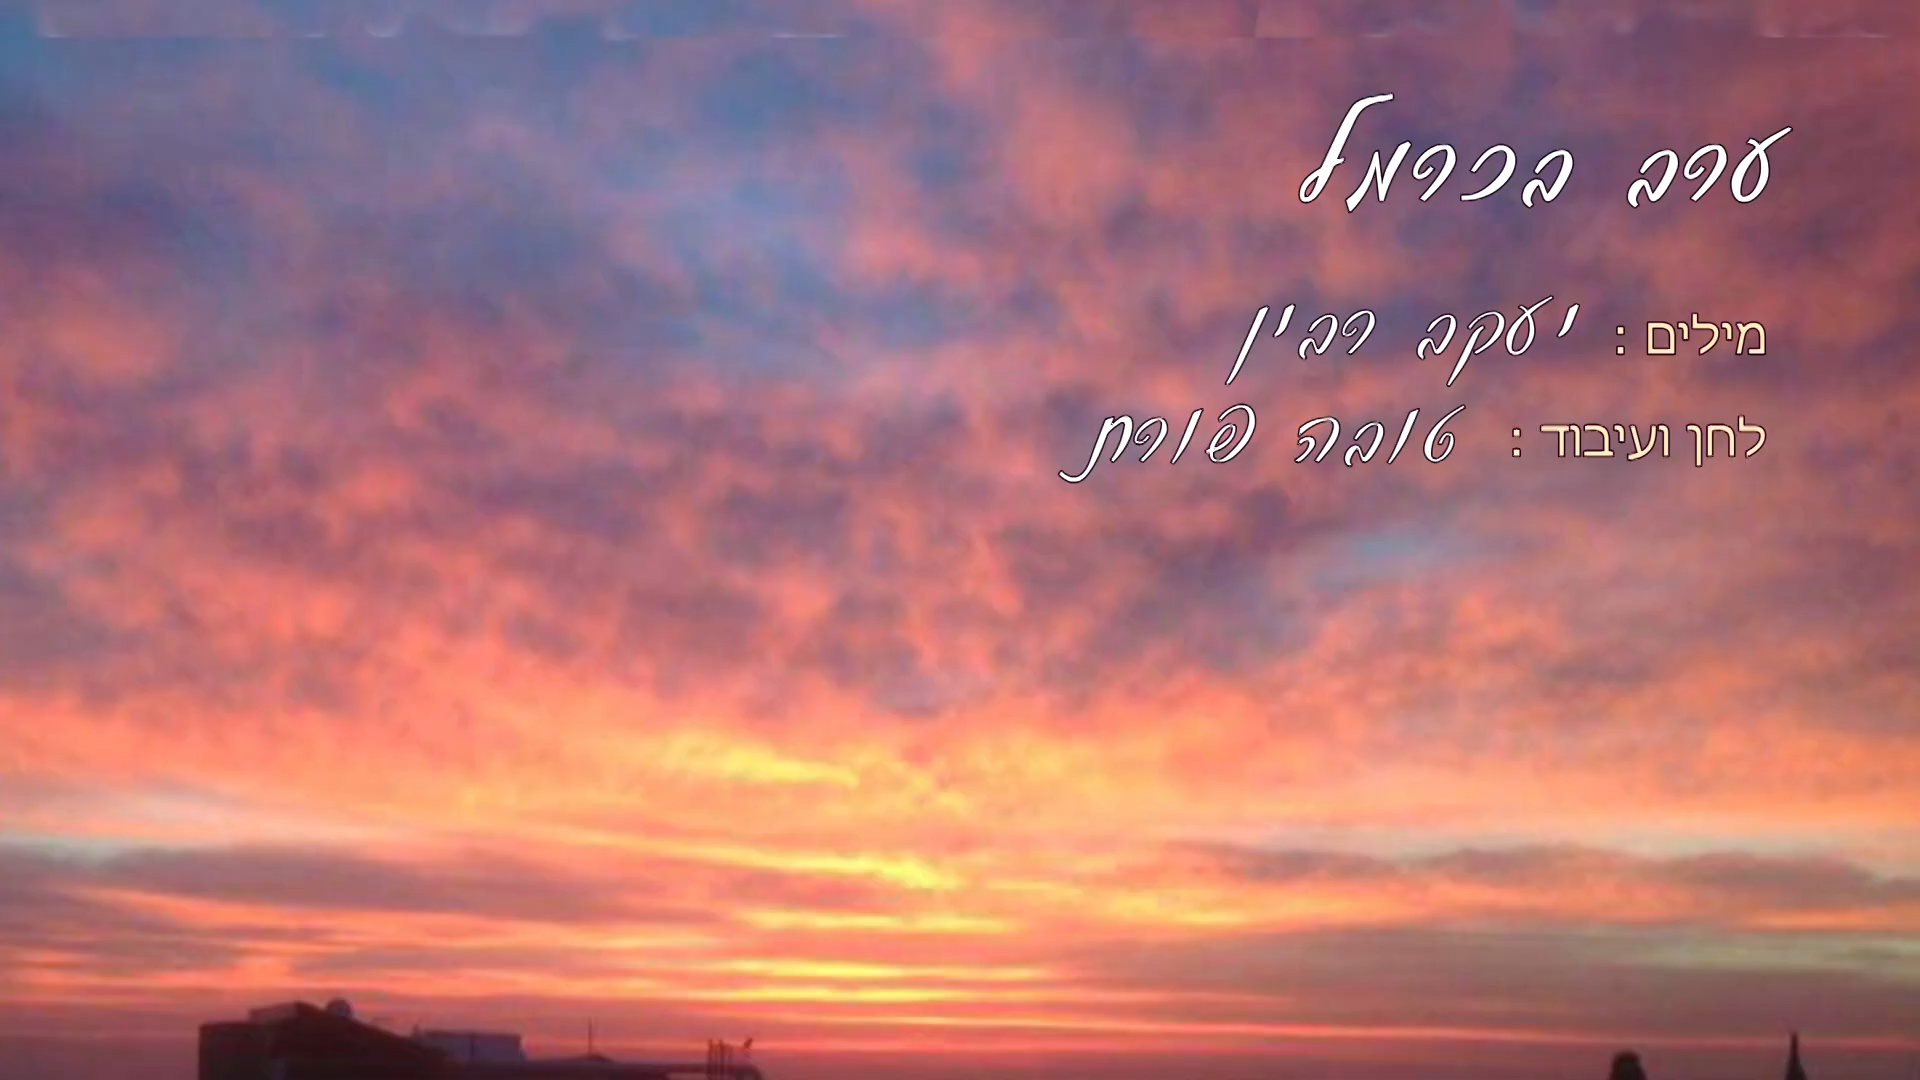 ערב בכרמל
מילים : יעקב רבין
לחן ועיבוד : טובה פורת